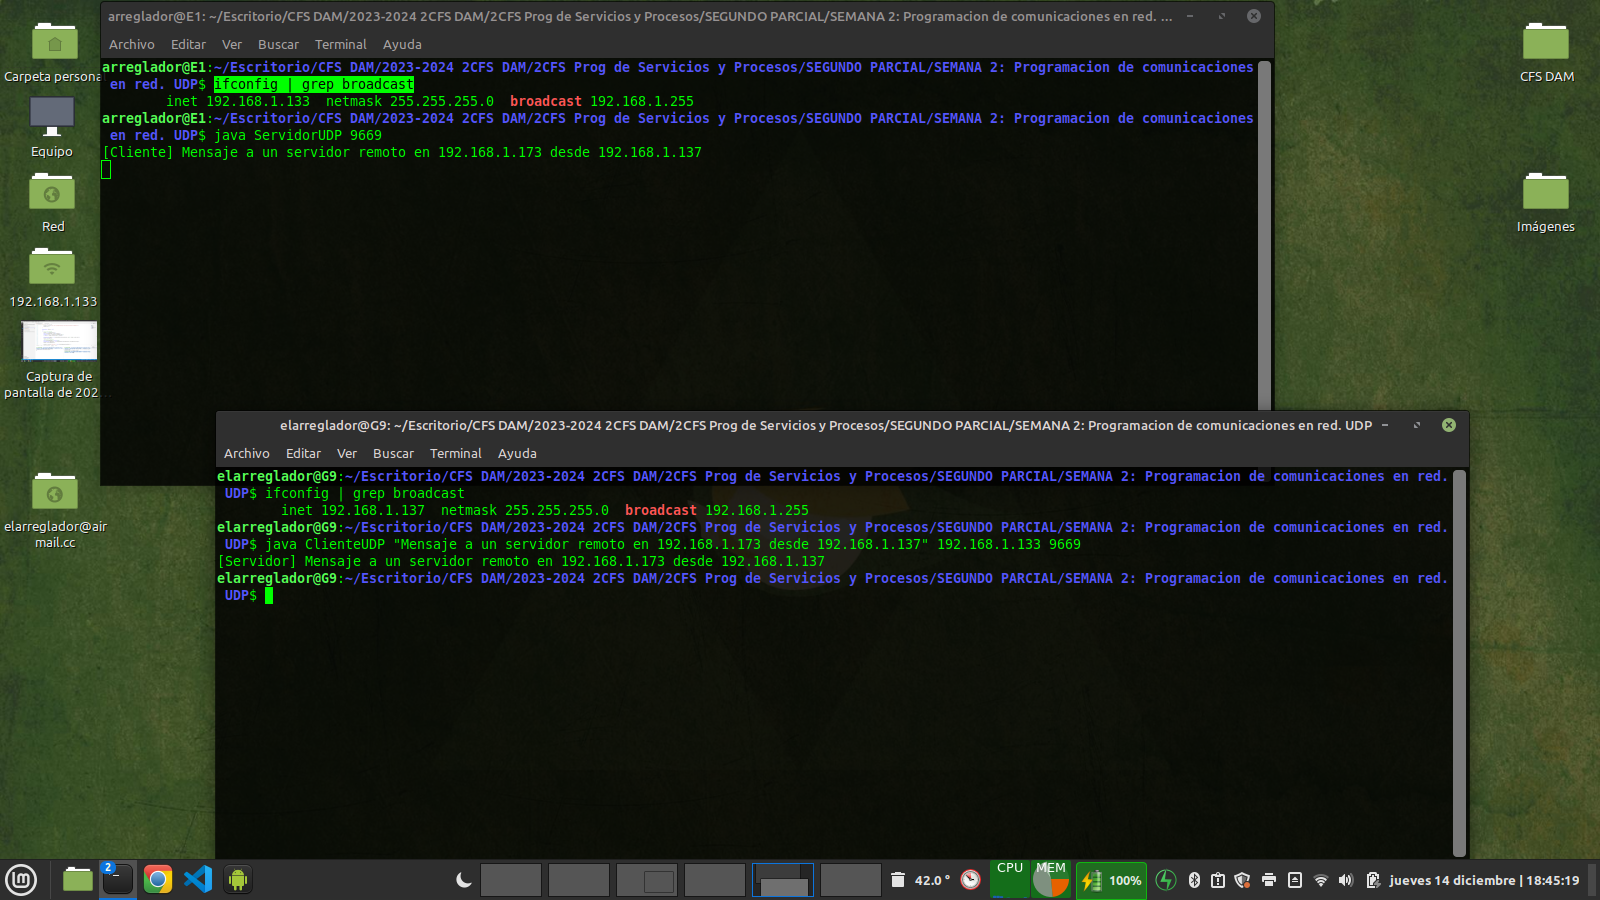 arreglador@E1: ~/Escritorio/CFS DAM/2023-2024 2CFS DAM/2CFS Prog de Servicios y Procesos/SEGUNDO PARCIAL/SEMANA 2: Programacion de comunicaciones en red. ...
Archivo Editar Ver Buscar Terminal Ayuda
arreglador@E1:~/Escritorio/CFS DAM/2023-2024 2CFS DAM/2CFS Prog de Servicios y Procesos/SEGUNDO PARCIAL/SEMANA 2: Programacion de comunicaciones
en red. UDP$ ifconfig | grep broadcast
inet 192.168.1.133 netmask 255.255.255.0 broadcast 192.168.1.255
arreglador@E1:~/Escritorio/CFS DAM/2023-2024 2CFS DAM/2CFS Prog de Servicios y Procesos/SEGUNDO PARCIAL/SEMANA 2: Programacion de comunicaciones
en red. UDP$ java ServidorUDP 9669
[Cliente] Mensaje a un servidor remoto en 192.168.1.173 desde 192.168.1.137
Carpeta persona
Equipo
Red
192.168.1.133
Captura de
pantalla de 202...
elarreglador@air
mail.cc
CFS DAM
Imágenes
elarreglador@G9: ~/Escritorio/CFS DAM/2023-2024 2CFS DAM/2CFS Prog de Servicios y Procesos/SEGUNDO PARCIAL/SEMANA 2: Programacion de comunicaciones en red. UDP
Archivo Editar Ver Buscar Terminal Ayuda
elarreglador@G9:~/Escritorio/CFS DAM/2023-2024 2CFS DAM/2CFS Prog de Servicios y Procesos/SEGUNDO PARCIAL/SEMANA 2: Programacion de comunicaciones en red.
UDP$ ifconfig | grep broadcast
inet 192.168.1.137 netmask 255.255.255.0 broadcast 192.168.1.255
elarreglador@G9:~/Escritorio/CFS DAM/2023-2024 2CFS DAM/2CFS Prog de Servicios y Procesos/SEGUNDO PARCIAL/SEMANA 2: Programacion de comunicaciones en red.
UDP$ java ClienteUDP "Mensaje a un servidor remoto en 192.168.1.173 desde 192.168.1.137" 192.168.1.133 9669
[Servidor] Mensaje a un servidor remoto en 192.168.1.173 desde 192.168.1.137
elarreglador@G9:~/Escritorio/CFS DAM/2023-2024 2CFS DAM/2CFS Prog de Servicios y Procesos/SEGUNDO PARCIAL/SEMANA 2: Programacion de comunicaciones en red.
UDP$
2
42.0 °
CPU
MEM
100%
jueves 14 diciembre | 18:45:19